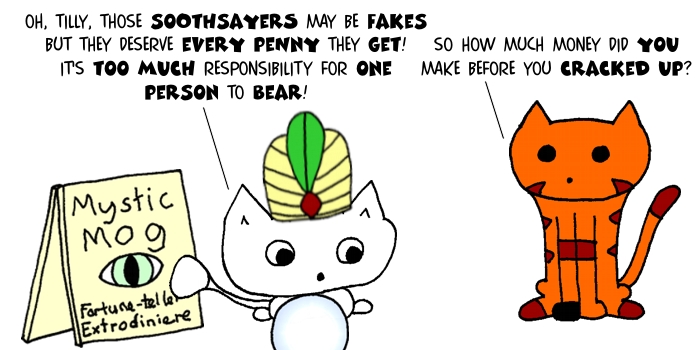 OH, TILLY, THOSE SOOTHSAYERS MAY BE FAKES
BUT THEY DESERVE EVERY PENNY THEY GET!
IT'S TOO MUCH RESPONSIBILITY FOR ONE
PERSON TO BEAR!
SO HOW MUCH MONEY DID YOU
MAKE BEFORE YOU CRACKED UP?
Mystic
Mog
Fortune-teller
Extrodiniere